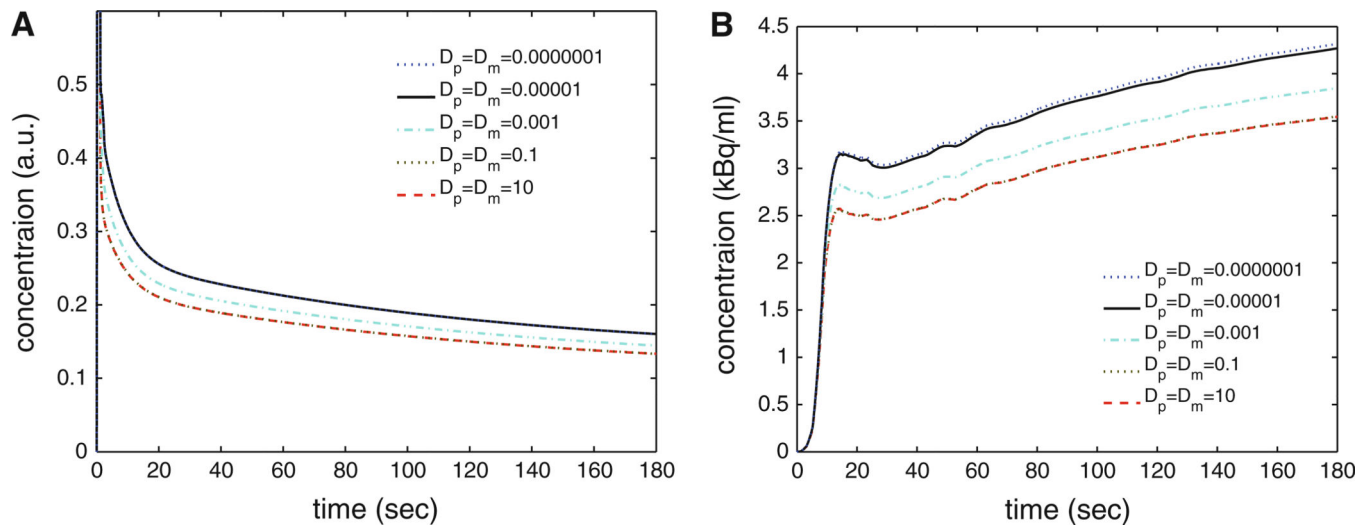 A
concentraion (a.u.)
0.5
0.4
0.3
0.2
0.1
0
D_p=D_m=0.0000001
D_p=D_m=0.00001
D_p=D_m=0.001
D_p=D_m=0.1
D_p=D_m=10
0 20 40 60 80 100 120 140 160 180
time (sec)
B
concentraion (kBq/ml)
4.5
4
3.5
3
2.5
2
1.5
1
0.5
0
D_p=D_m=0.0000001
D_p=D_m=0.00001
D_p=D_m=0.001
D_p=D_m=0.1
D_p=D_m=10
0 20 40 60 80 100 120 140 160 180
time (sec)